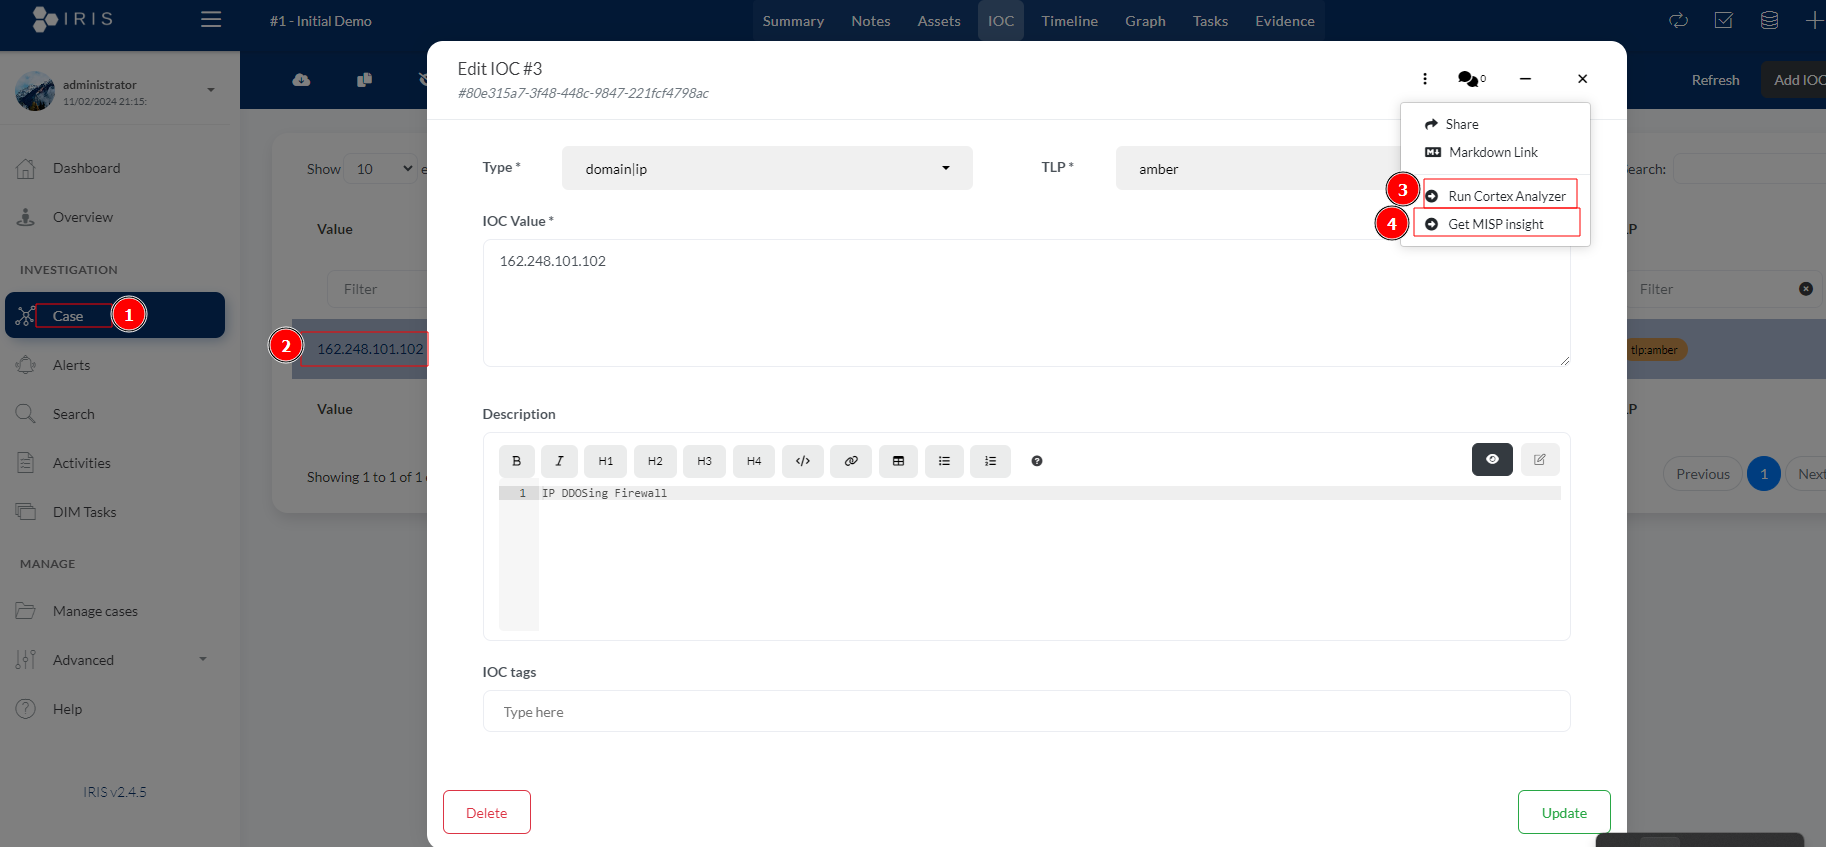 IRIS
#1 - Initial Demo
Summary Notes Assets IOC Timeline Graph Tasks Evidence
administrator
11/02/2024 21:15:
Refresh
Add IOC
Dashboard
Overview
INVESTIGATION
Case
1
Alerts
Search
Activities
DIM Tasks
MANAGE
Manage cases
Advanced
Help
IRIS v2.4.5
Show 10 e
Value
Filter
2
162.248.101.102
Value
Showing 1 to 1 of 1
Edit IOC #3
#80e315a7-3f48-448c-9847-221fcf4798ac
0
Share
Markdown Link
3
Run Cortex Analyzer
4
Get MISP insight
Type *
domain|ip
TLP *
amber
IOC Value *
162.248.101.102
Description
B I H1 H2 H3 H4
1 IP DDOSing Firewall
IOC tags
Type here
Delete
Update
earch:
LP
Filter
tlp:amber
LP
Previous 1 Next